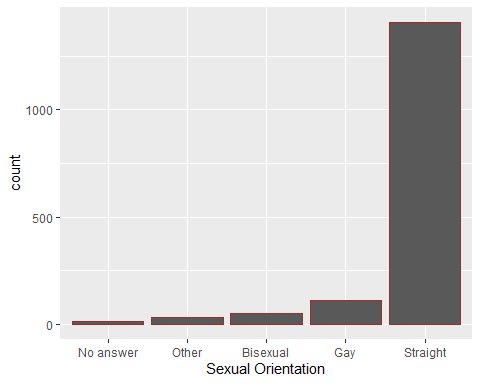 1000
500
0
count
No answer Other Bisexual Gay Straight
Sexual Orientation